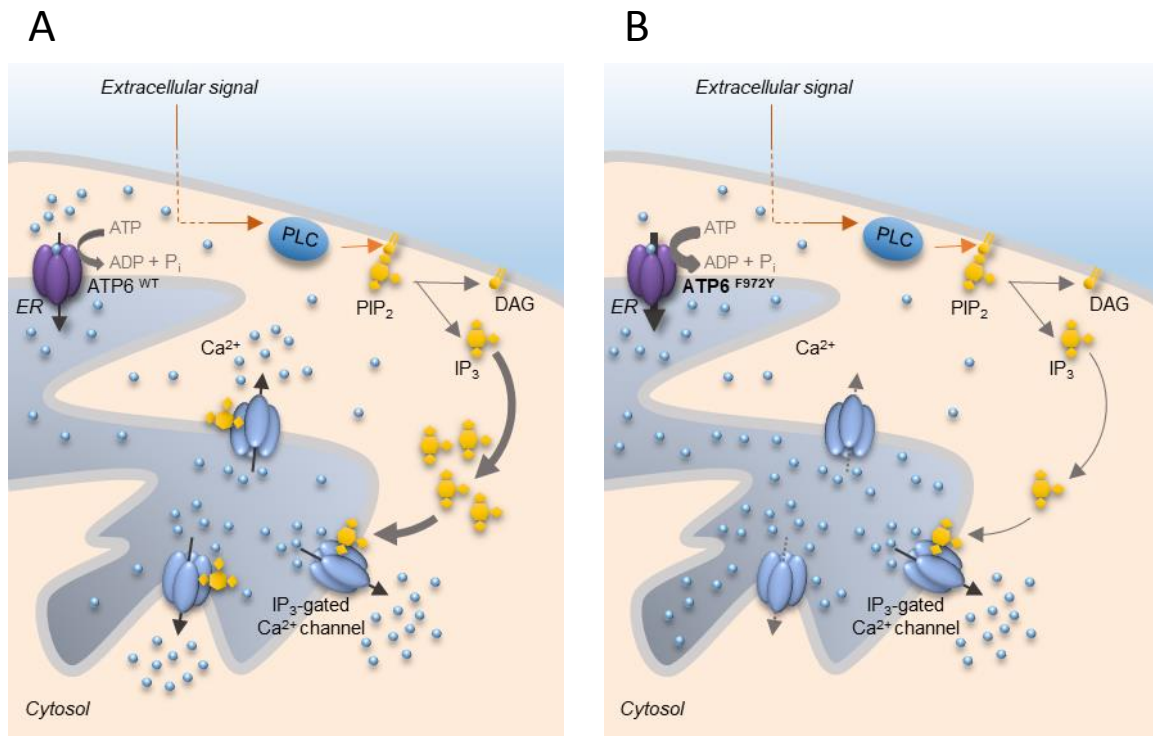 A
Extracellular signal
ATP
PLC
ADP + Pi
ATP6 WT
ER
PIP2
DAG
Ca2+
IP3
IP3-gated
Ca2+ channel
Cytosol
B
Extracellular signal
ATP
PLC
ADP + Pi
ATP6 F972Y
ER
PIP2
DAG
Ca2+
IP3
IP3-gated
Ca2+ channel
Cytosol